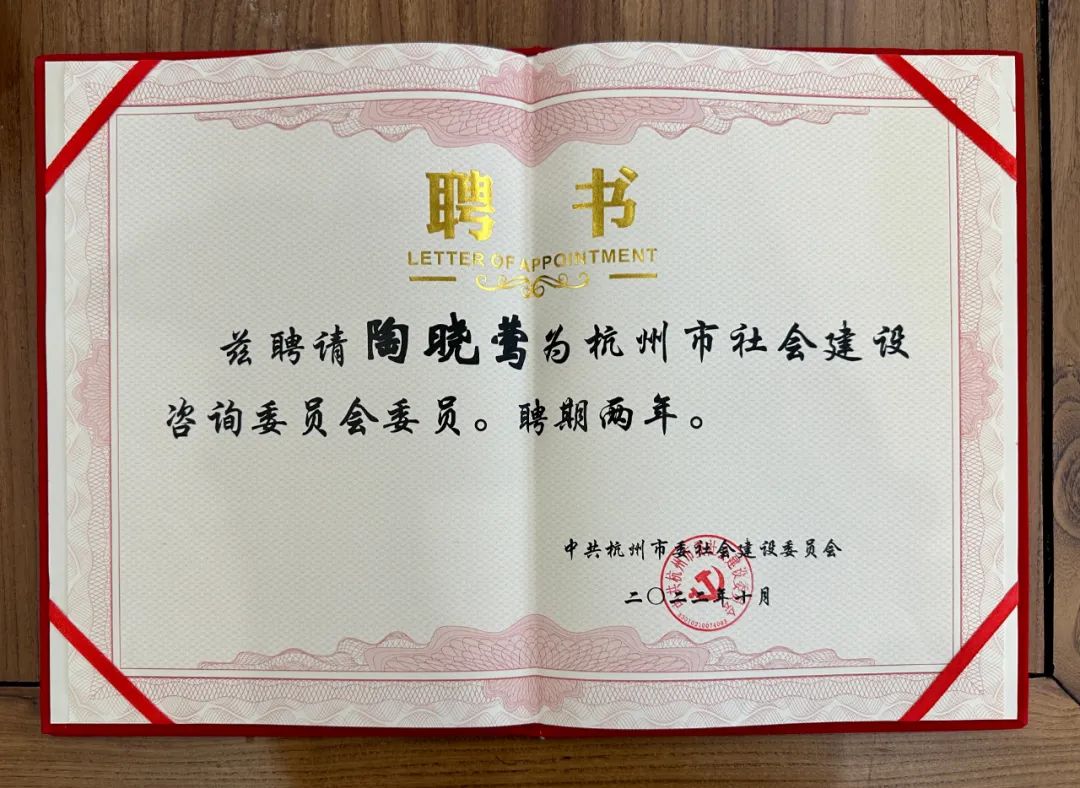 聘 书
LETTER OF APPOINTMENT
兹聘请陶晓莺为杭州市社会建设
咨询委员会委员。聘期两年。
中共杭州市委社会建设委员会
二〇二二年十月